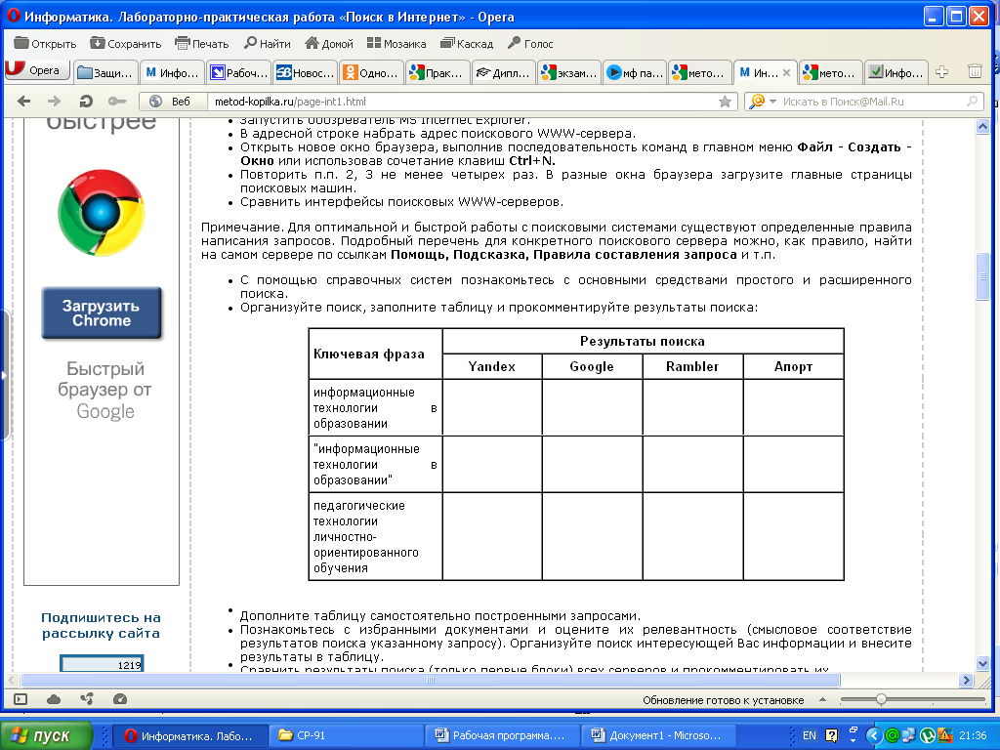 Информатика. Лабораторно-практическая работа «Поиск в Интернет» - Opera
Открыть Сохранить Печать Найти Домой Мозаика Каскад Голос
Opera Защи... Инфо... Рабоч... Новос... Одно... Прак... Дипл... экзам... мф па... мето... Ин... мето... Инфо...
Веб metod-kopilka.ru/page-int1.html Искать в Поиск@Mail.Ru
быстрее
Загрузить
Chrome
Быстрый
браузер от
Google
Подпишитесь на
рассылку сайта
1219
Запустить обозреватель MS Internet Explorer.
В адресной строке набрать адрес поискового WWW-сервера.
Открыть новое окно браузера, выполнив последовательность команд в главном меню Файл - Создать -
Окно или использовав сочетание клавиш Ctrl+N.
Повторить п.п. 2, 3 не менее четырех раз. В разные окна браузера загрузите главные страницы
поисковых машин.
Сравнить интерфейсы поисковых WWW-серверов.
Примечание. Для оптимальной и быстрой работы с поисковыми системами существуют определенные правила
написания запросов. Подробный перечень для конкретного поискового сервера можно, как правило, найти
на самом сервере по ссылкам Помощь, Подсказка, Правила составления запроса и т.п.
С помощью справочных систем познакомьтесь с основными средствами простого и расширенного
поиска.
Организуйте поиск, заполните таблицу и прокомментируйте результаты поиска:
Ключевая фраза
Результаты поиска
Yandex Google Rambler Апорт
информационные
технологии в
образовании
"информационные
технологии в
образовании"
педагогические
технологии
личностно-
ориентированного
обучения
Дополните таблицу самостоятельно построенными запросами.
Познакомьтесь с избранными документами и оцените их релевантность (смысловое соответствие
результатов поиска указанному запросу). Организуйте поиск интересующей Вас информации и внесите
результаты в таблицу.
Сравнить результаты поиска (только первые блоки) всех серверов и прокомментировать их
Обновление готово к установке
пуск Информатика. Лабо... СР-91 Рабочая программа.... Документ1 - Microso... EN 21:36